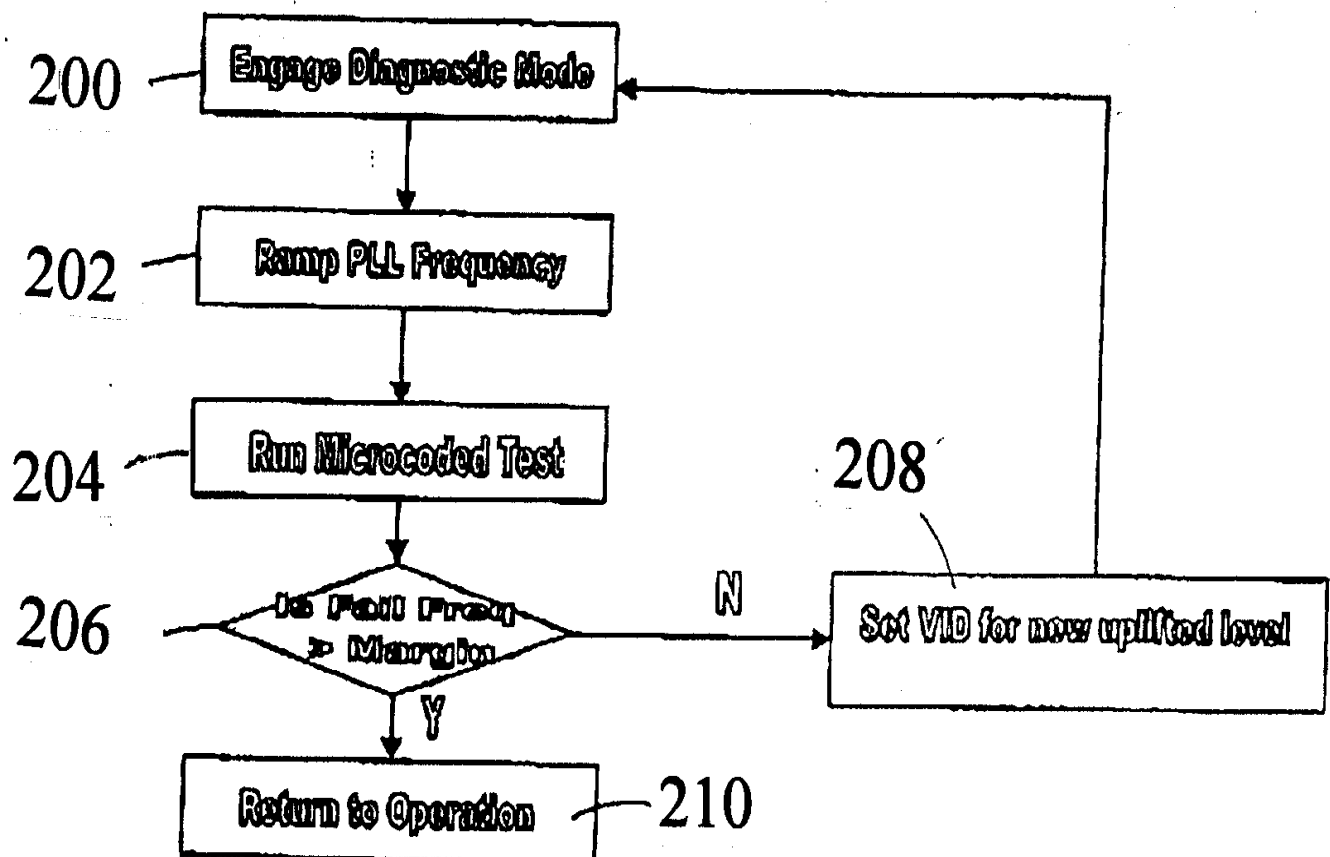 200
Engage Diagnostic Mode
202
Ramp PLL Frequency
204
Run Microcoded Test
208
206
Is Fail Freq
> Margin
N
Set VID for new uplifted level
Y
Return to Operation
210